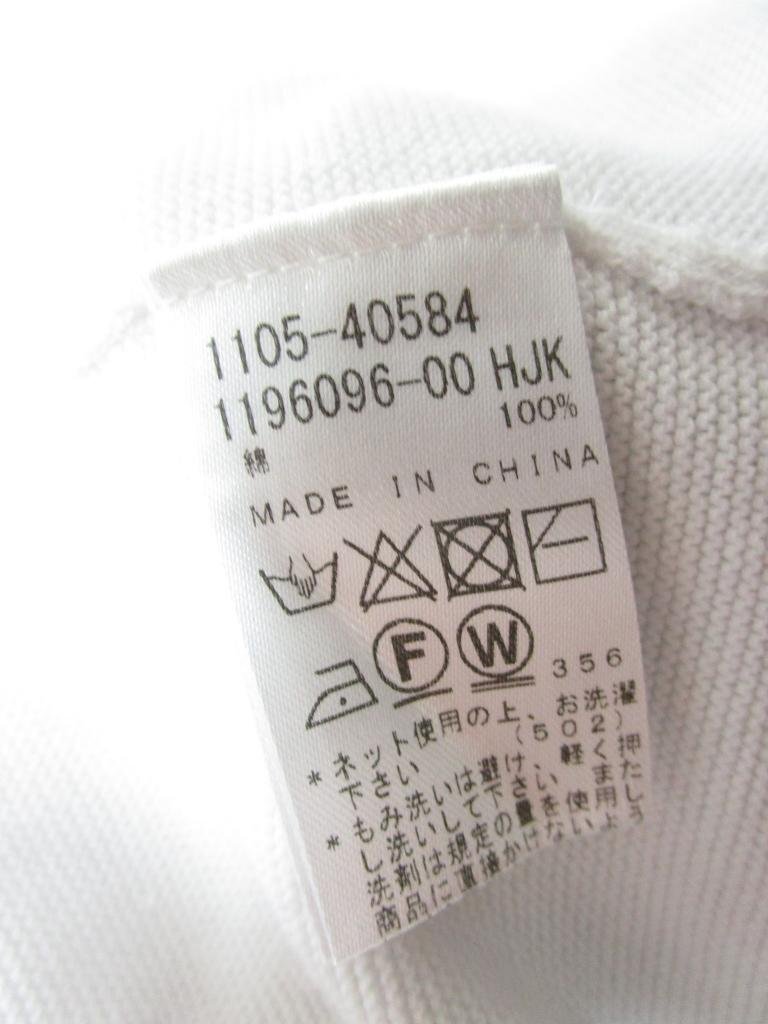 1105-40584
1196096-00 HJK
綿 100%
MADE IN CHINA
F W
356
*ネット使用の上、お洗濯
下さい (502)
*もみ洗いは避け、軽く押
し洗いして下さい。また
洗剤は規定の量を使用し
商品に直接かけないよう